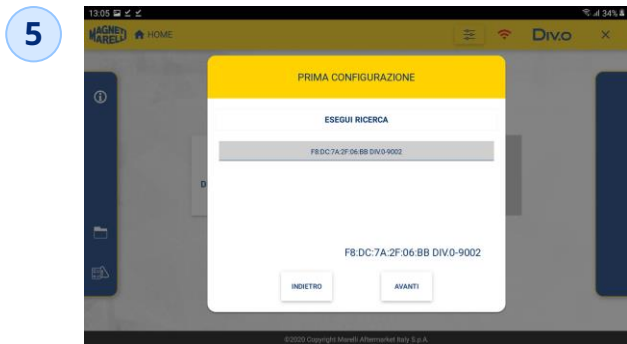 5
13:05
34%
MAGNETI
MARELLI
HOME
DIV.O
PRIMA CONFIGURAZIONE
ESEGUI RICERCA
F8:DC:7A:2F:06:BB DIV.0-9002
D
F8:DC:7A:2F:06:BB DIV.0-9002
INDIETRO
AVANTI
©2020 Copyright Marelli Aftermarket Italy S.p.A.